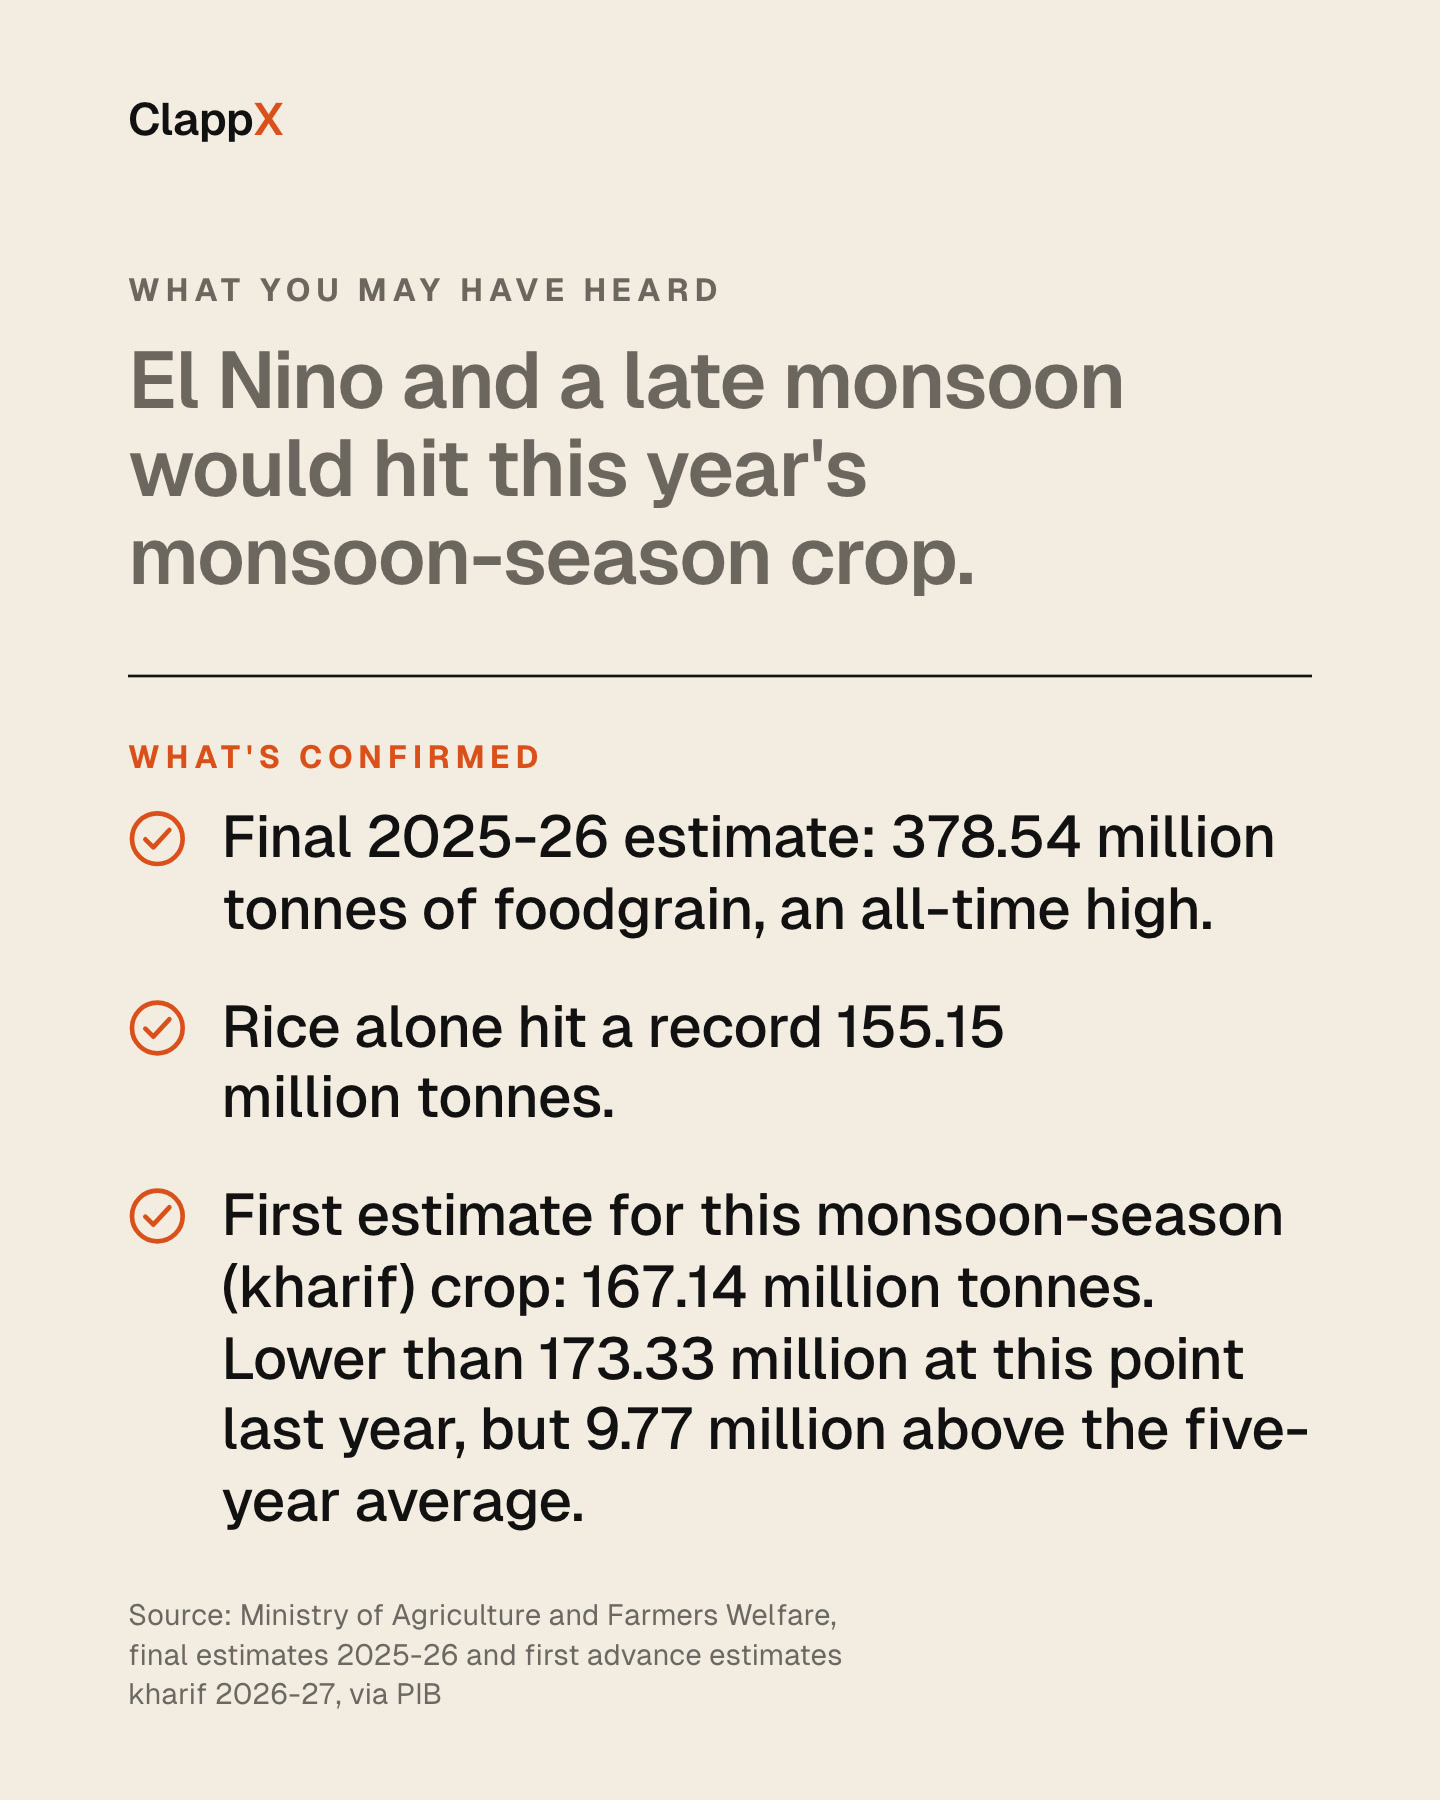 ClappX
WHAT YOU MAY HAVE HEARD
El Nino and a late monsoon
would hit this year's
monsoon-season crop.
WHAT'S CONFIRMED
Final 2025-26 estimate: 378.54 million
tonnes of foodgrain, an all-time high.
Rice alone hit a record 155.15
million tonnes.
First estimate for this monsoon-season
(kharif) crop: 167.14 million tonnes.
Lower than 173.33 million at this point
last year, but 9.77 million above the five-
year average.
Source: Ministry of Agriculture and Farmers Welfare,
final estimates 2025-26 and first advance estimates
kharif 2026-27, via PIB